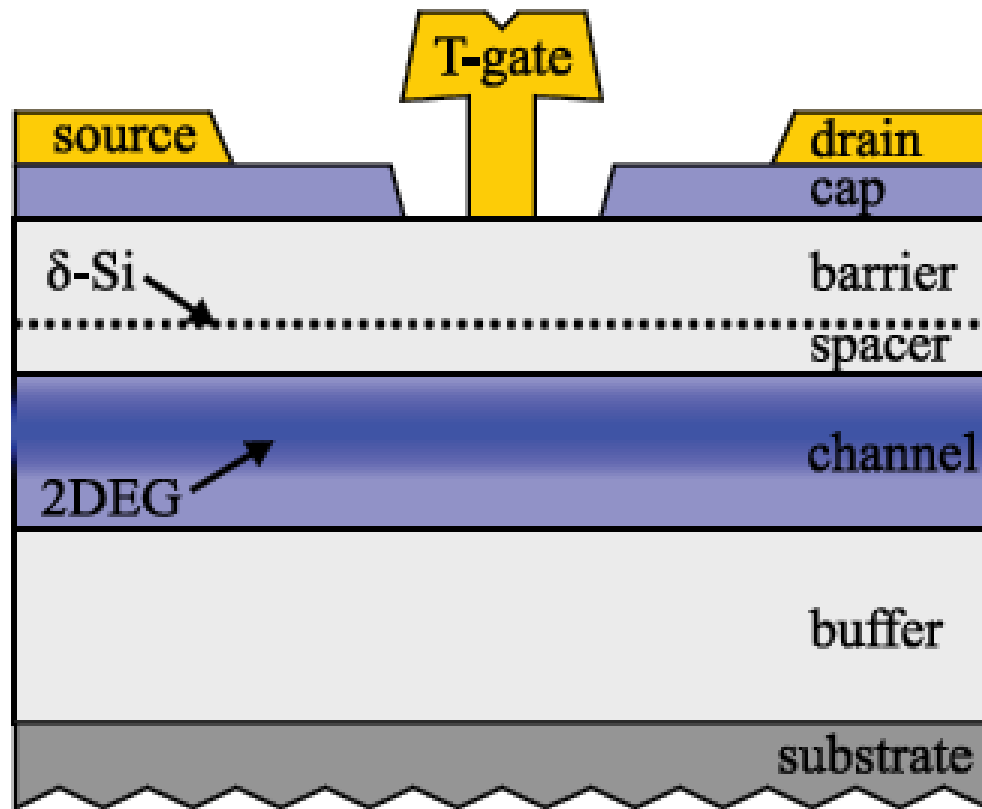 T-gate
source
drain
cap
δ-Si
barrier
spacer
channel
2DEG
buffer
substrate